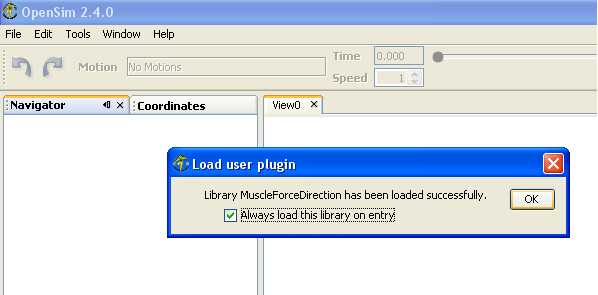 OpenSim 2.4.0
File Edit Tools Window Help
Motion No Motions Time 0.000
Speed 1
Navigator Coordinates View0
Load user plugin
Library MuscleForceDirection has been loaded successfully.
Always load this library on entry
OK